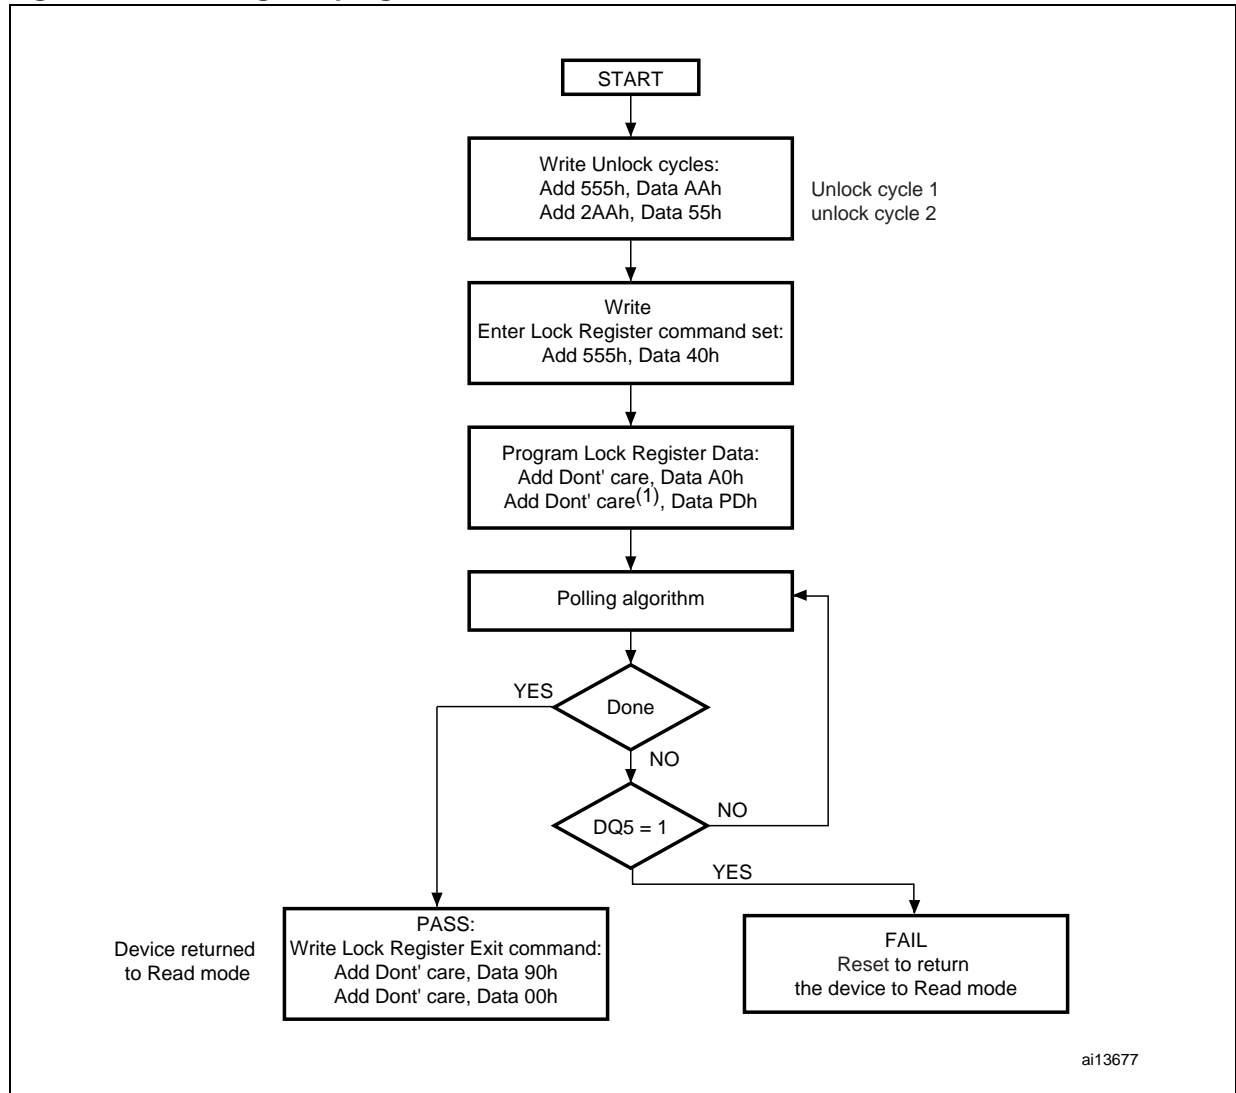 START
Write Unlock cycles:
Add 555h, Data AAh
Add 2AAh, Data 55h
Unlock cycle 1
unlock cycle 2
Write
Enter Lock Register command set:
Add 555h, Data 40h
Program Lock Register Data:
Add Dont' care, Data A0h
Add Dont' care(1), Data PDh
Polling algorithm
YES
Done
NO
DQ5 = 1
NO
YES
PASS:
Write Lock Register Exit command:
Add Dont' care, Data 90h
Add Dont' care, Data 00h
Device returned
to Read mode
FAIL
Reset to return
the device to Read mode
ai13677